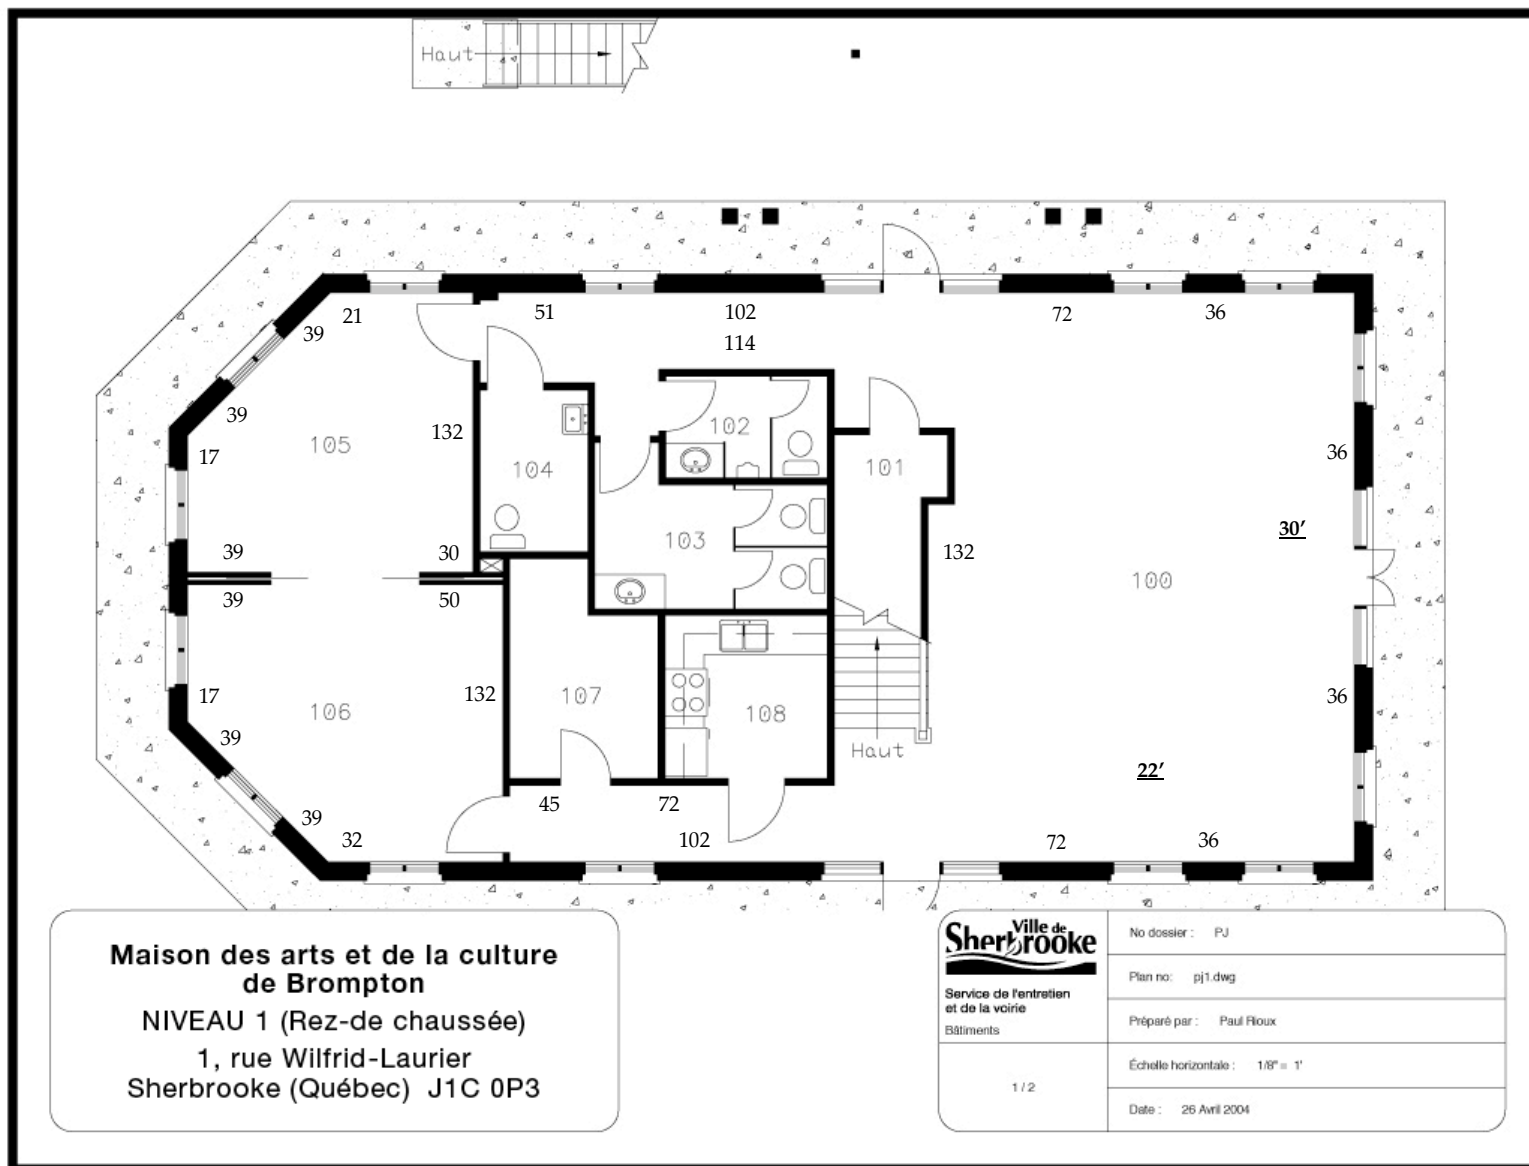 Haut
21
51
102
72
36
39
114
39
17
105
132
104
102
101
36
39
30
103
132
30'
100
39
50
17
106
132
107
108
36
39
Haut
22'
39
32
45
72
102
72
36
Maison des arts et de la culture
de Brompton
NIVEAU 1 (Rez-de chaussée)
1, rue Wilfrid-Laurier
Sherbrooke (Québec) J1C 0P3
Ville de
Sherbrooke
Service de l'entretien
et de la voirie
Bâtiments
1 / 2
No dossier : PJ
Plan no: pj1.dwg
Préparé par : Paul Rioux
Échelle horizontale : 1/8" = 1'
Date : 26 Avril 2004